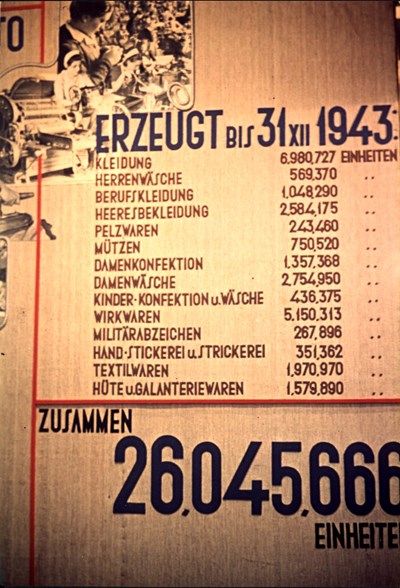 TO
ERZEUGT BIS 31 XII 1943:
KLEIDUNG 6,980,727 EINHEITEN
HERRENWÄSCHE 569,370 "
BERUFSKLEIDUNG 1,048,290 "
HEERESBEKLEIDUNG 2,584,175 "
PELZWAREN 243,460 "
MÜTZEN 750,520 "
DAMENKONFEKTION 1,357,368 "
DAMENWÄSCHE 2,754,950 "
KINDER-KONFEKTION u. WÄSCHE 436,375 "
WIRKWAREN 5,150,313 "
MILITÄRABZEICHEN 267,896 "
HAND-STICKEREI u. STRICKEREI 351,362 "
TEXTILWAREN 1,970,970 "
HÜTE u. GALANTERIEWAREN 1,579,890 "
ZUSAMMEN
26,045,666
EINHEITE